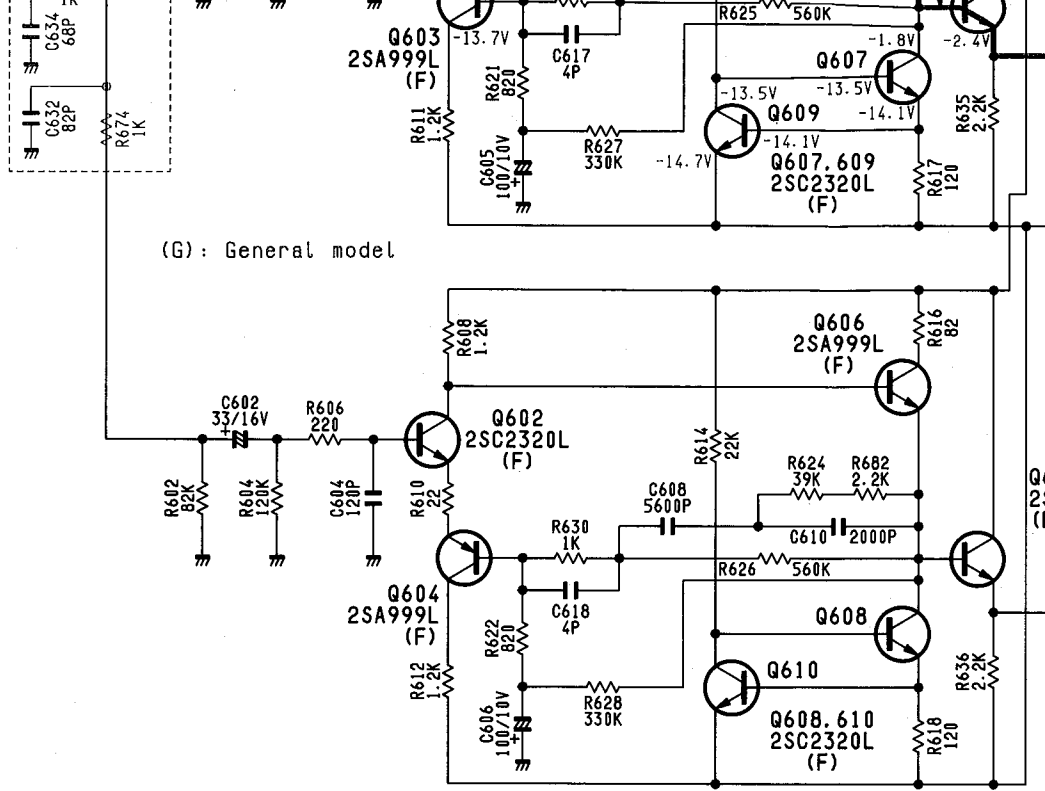 1K
C634
68P
C632
82P
R674
1K
Q603
2SA999L
(F)
-13.7V
C617
4P
R621
820
R611
1.2K
C605
100/10V
+
R627
330K
R625
560K
-1.8V
-2.4V
Q607
-13.5V
-13.5V
-14.1V
Q609
-14.1V
-14.7V
Q607.609
2SC2320L
(F)
R617
120
R635
2.2K
(G): General model
R608
1.2K
Q606
2SA999L
(F)
R616
82
C602
33/16V
+
R606
220
Q602
2SC2320L
(F)
R602
82K
R604
120K
C604
120P
R610
22
R614
22K
R624
39K
R682
2.2K
C608
5600P
C610
2000P
R630
1K
R626
560K
C618
4P
Q604
2SA999L
(F)
R622
820
R612
1.2K
C606
100/10V
+
R628
330K
Q608
Q610
Q608.610
2SC2320L
(F)
R618
120
R636
2.2K